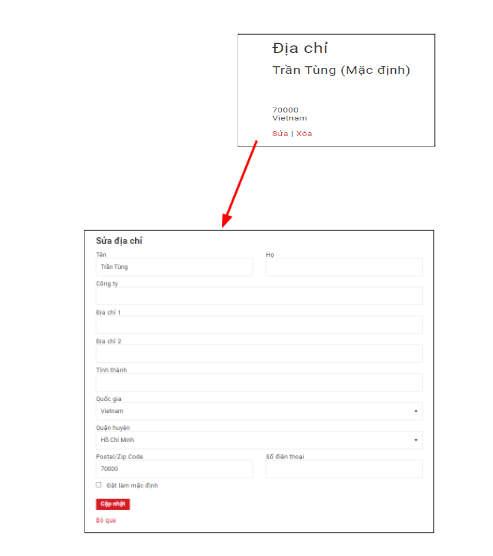 Địa chỉ
Trần Tùng (Mặc định)
70000
Vietnam
Sửa | Xóa
Sửa địa chỉ
Tên
Họ
Trần Tùng
Công ty
Địa chỉ 1
Địa chỉ 2
Tỉnh thành
Quốc gia
Vietnam
Quận huyện
Hồ Chí Minh
Postal/Zip Code
Số điện thoại
70000
Đặt làm mặc định
Cập nhật
Bỏ qua